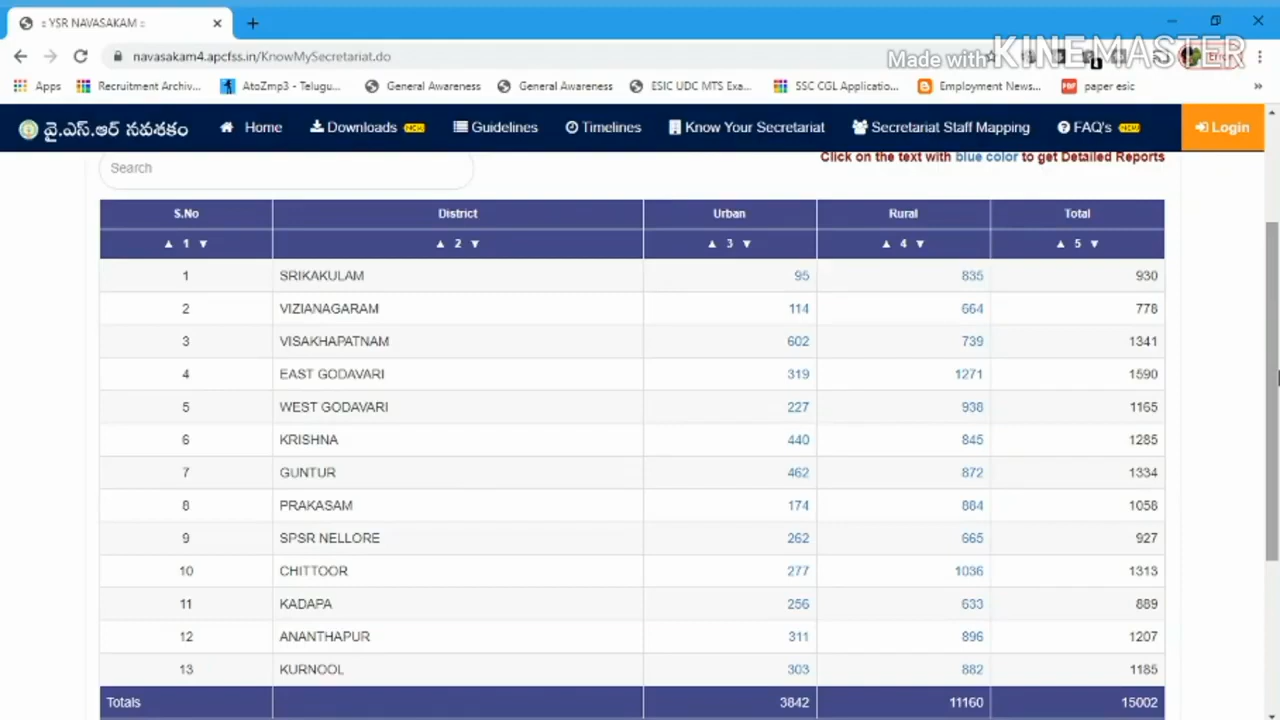 :: YSR NAVASAKAM ::
navasakam4.apcfss.in/KnowMySecretariat.do
Made with KINEMASTER
Apps Recruitment Archiv... AtoZmp3 - Telugu... General Awareness General Awareness ESIC UDC MTS Exa... SSC CGL Applicatio... Employment News... paper esic
వై.ఎస్.ఆర్ నవశకం Home Downloads Guidelines Timelines Know Your Secretariat Secretariat Staff Mapping FAQ's Login
Search
Click on the text with blue color to get Detailed Reports
S.No District Urban Rural Total
▲ 1 ▼ ▲ 2 ▼ ▲ 3 ▼ ▲ 4 ▼ ▲ 5 ▼
1 SRIKAKULAM 95 835 930
2 VIZIANAGARAM 114 664 778
3 VISAKHAPATNAM 602 739 1341
4 EAST GODAVARI 319 1271 1590
5 WEST GODAVARI 227 938 1165
6 KRISHNA 440 845 1285
7 GUNTUR 462 872 1334
8 PRAKASAM 174 884 1058
9 SPSR NELLORE 262 665 927
10 CHITTOOR 277 1036 1313
11 KADAPA 256 633 889
12 ANANTHAPUR 311 896 1207
13 KURNOOL 303 882 1185
Totals 3842 11160 15002